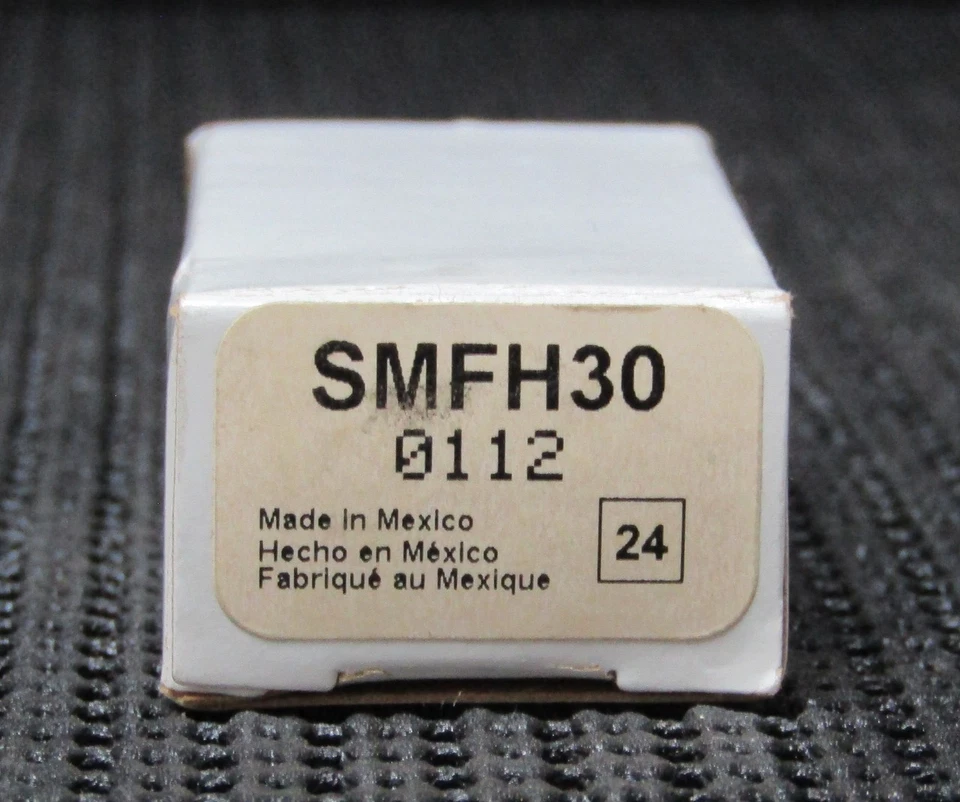 SMFH30
0112
Made in Mexico
Hecho en México
Fabriqué au Mexique
24